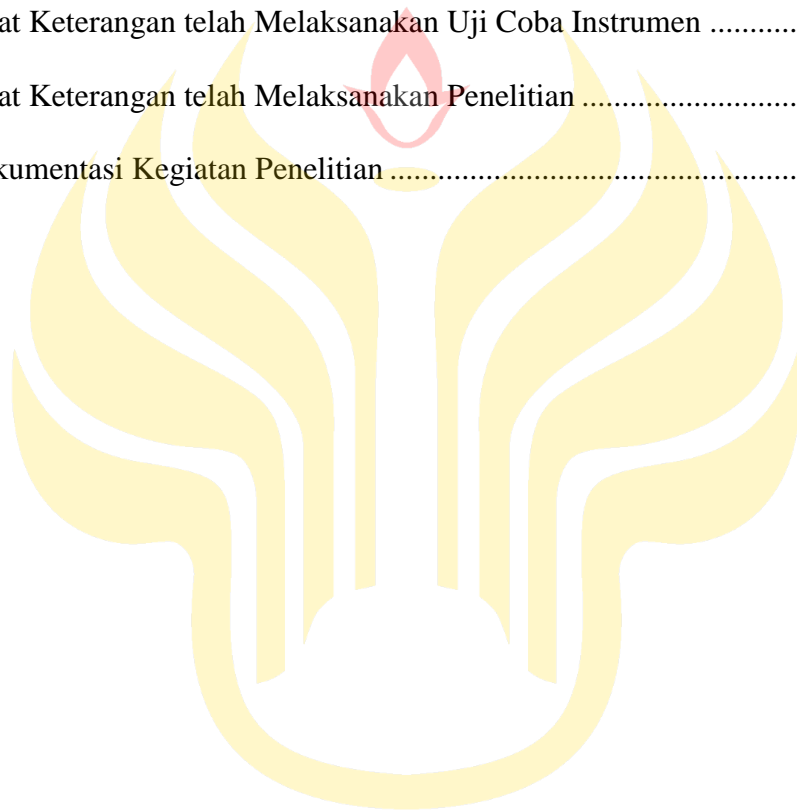 at Keterangan telah Melaksanakan Uji Coba Instrumen ...........
at Keterangan telah Melaksanakan Penelitian ...........................
kumentasi Kegiatan Penelitian ...................................................